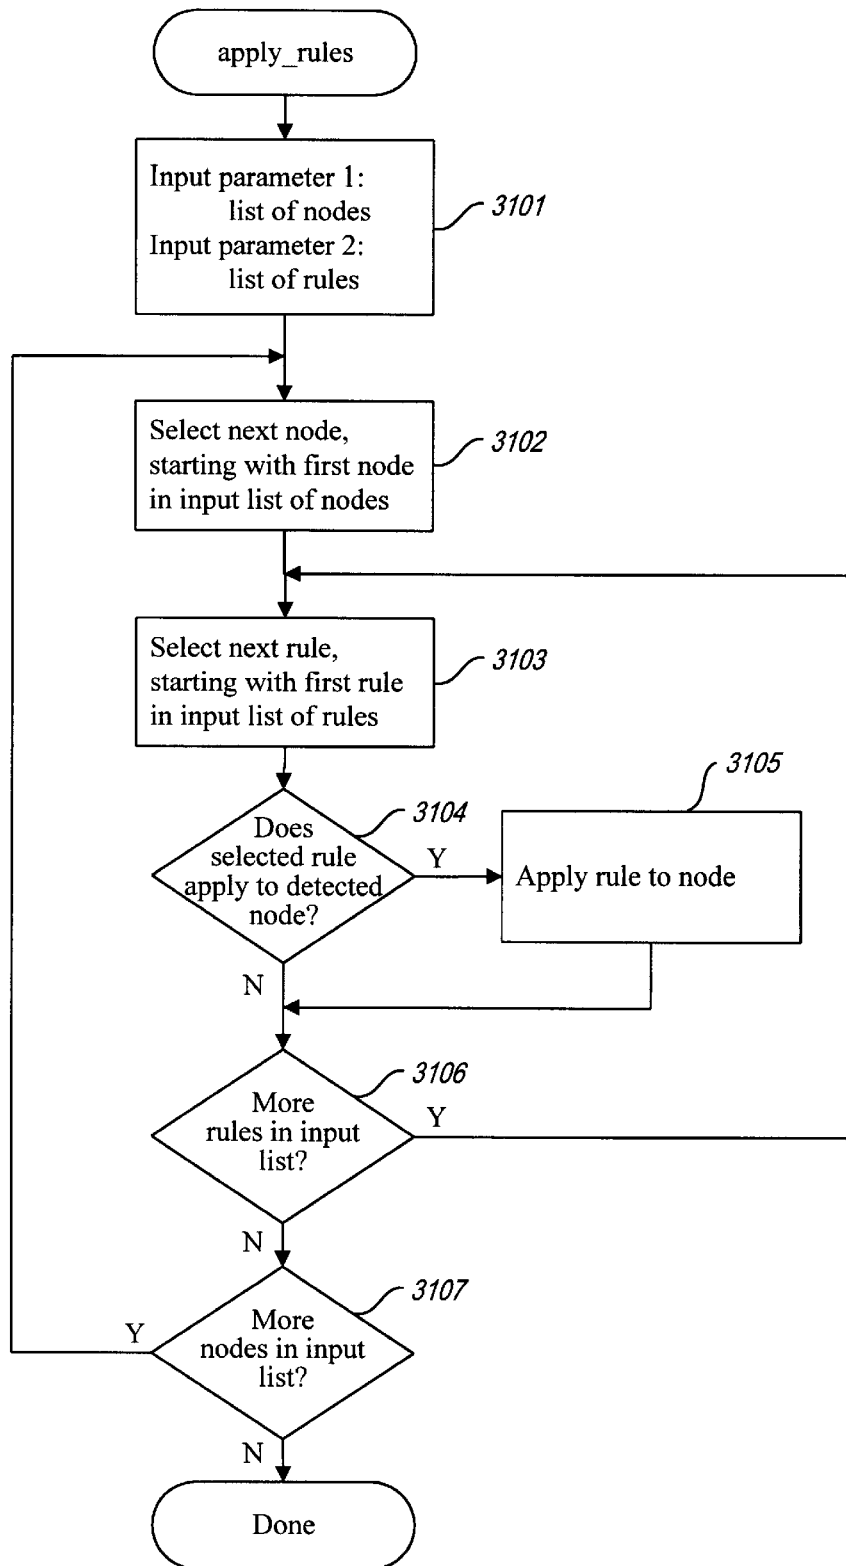 apply_rules
Input parameter 1:
list of nodes
Input parameter 2:
list of rules
3101
Select next node,
starting with first node
in input list of nodes
3102
Select next rule,
starting with first rule
in input list of rules
3103
Does
selected rule
apply to detected
node?
3104
Y
Apply rule to node
3105
N
More
rules in input
list?
3106
Y
N
More
nodes in input
list?
3107
Y
N
Done